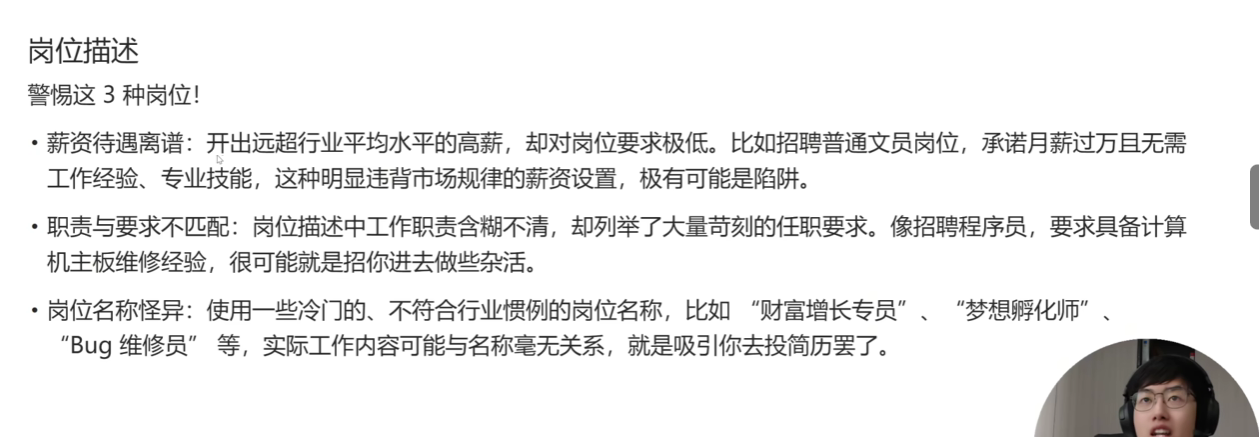 岗位描述
警惕这 3 种岗位！
• 薪资待遇离谱：开出远超行业平均水平的高薪，却对岗位要求极低。比如招聘普通文员岗位，承诺月薪过万且无需
工作经验、专业技能，这种明显违背市场规律的薪资设置，极有可能是陷阱。
• 职责与要求不匹配：岗位描述中工作职责含糊不清，却列举了大量苛刻的任职要求。像招聘程序员，要求具备计算
机主板维修经验，很可能就是招你进去做些杂活。
• 岗位名称怪异：使用一些冷门的、不符合行业惯例的岗位名称，比如 “财富增长专员”、 “梦想孵化师”、
“Bug 维修员” 等，实际工作内容可能与名称毫无关系，就是吸引你去投简历罢了。